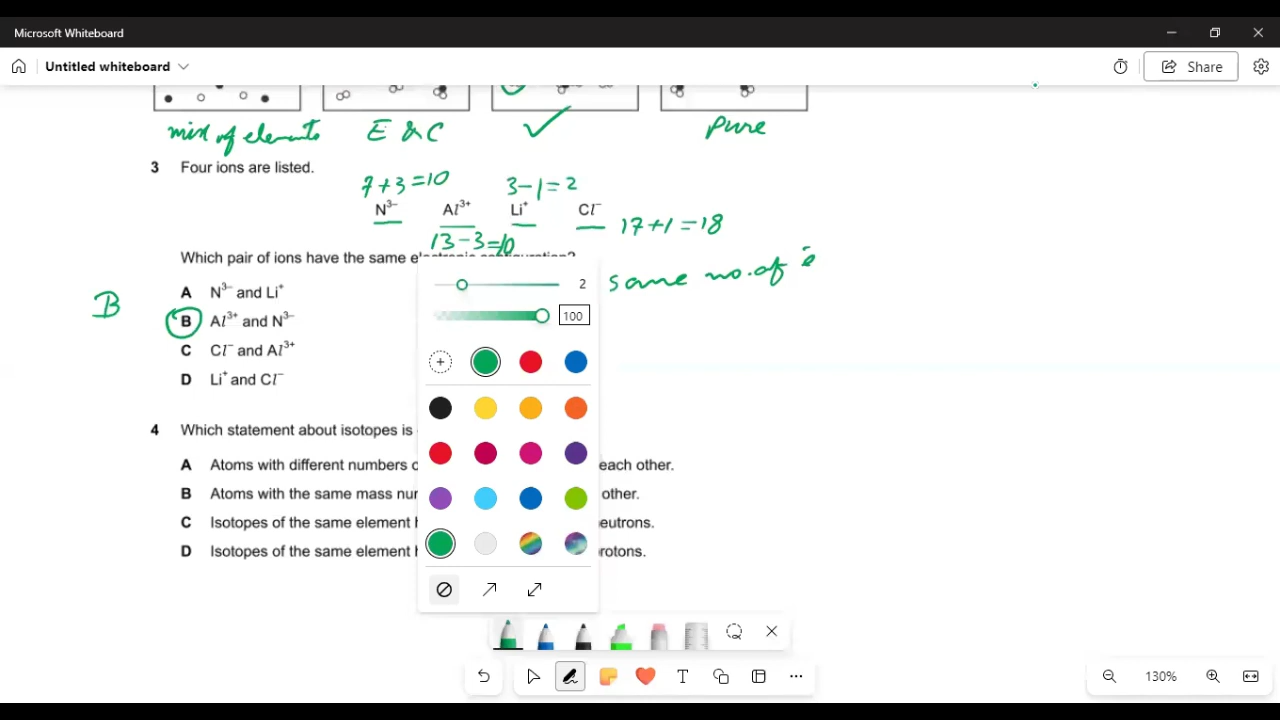 Microsoft Whiteboard
Untitled whiteboard
Share
mix of elements E & C ✓ Pure
3 Four ions are listed.
7+3=10 3-1=2
N³⁻ Al³⁺ Li⁺ Cl⁻ 17+1=18
13-3=10
Which pair of ions have the same
same no. of
B
A N³⁻ and Li⁺
B Al³⁺ and N³⁻
C Cl⁻ and Al³⁺
D Li⁺ and Cl⁻
2
100
4 Which statement about isotopes is
A Atoms with different numbers each other.
B Atoms with the same mass other.
C Isotopes of the same element
D Isotopes of the same element
T
130%